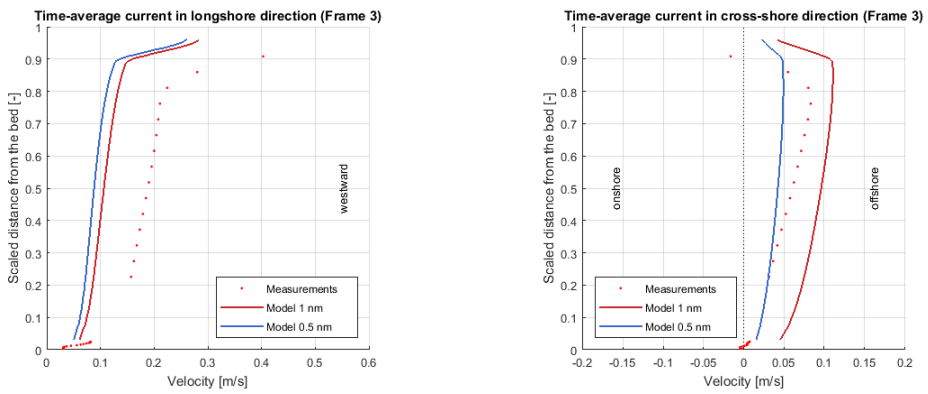 Time-average current in longshore direction (Frame 3)
1
0.9
0.8
0.7
0.6
0.5
0.4
0.3
0.2
0.1
0
Scaled distance from the bed [-]
westward
Measurements
Model 1 nm
Model 0.5 nm
0 0.1 0.2 0.3 0.4 0.5 0.6
Velocity [m/s]
Time-average current in cross-shore direction (Frame 3)
1
0.9
0.8
0.7
0.6
0.5
0.4
0.3
0.2
0.1
0
Scaled distance from the bed [-]
onshore
offshore
Measurements
Model 1 nm
Model 0.5 nm
-0.2 -0.15 -0.1 -0.05 0 0.05 0.1 0.15 0.2
Velocity [m/s]